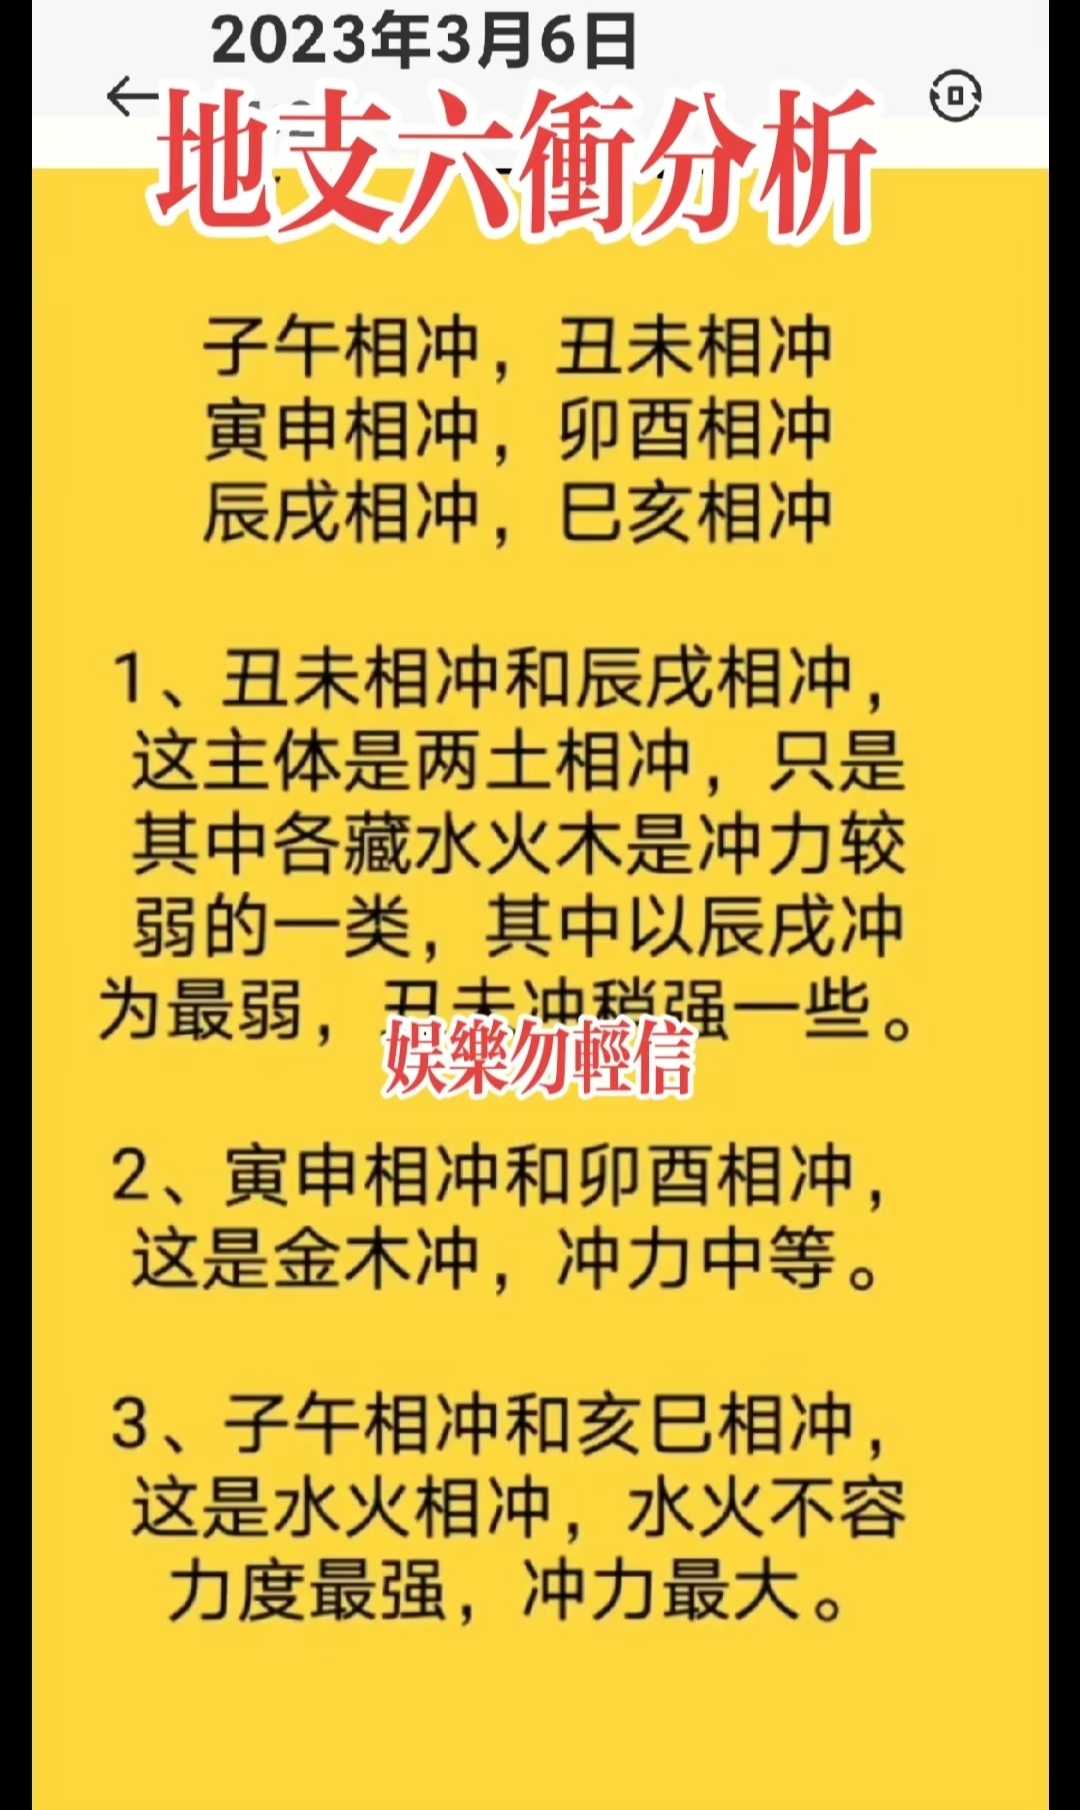 2023年3月6日
地支六衝分析
子午相冲，丑未相冲
寅申相冲，卯酉相冲
辰戌相冲，巳亥相冲
1、丑未相冲和辰戌相冲，
这主体是两土相冲，只是
其中各藏水火木是冲力较
弱的一类，其中以辰戌冲
为最弱，丑未冲稍强一些。
娱樂勿輕信
2、寅申相冲和卯酉相冲，
这是金木冲，冲力中等。
3、子午相冲和亥巳相冲，
这是水火相冲，水火不容
力度最强，冲力最大。